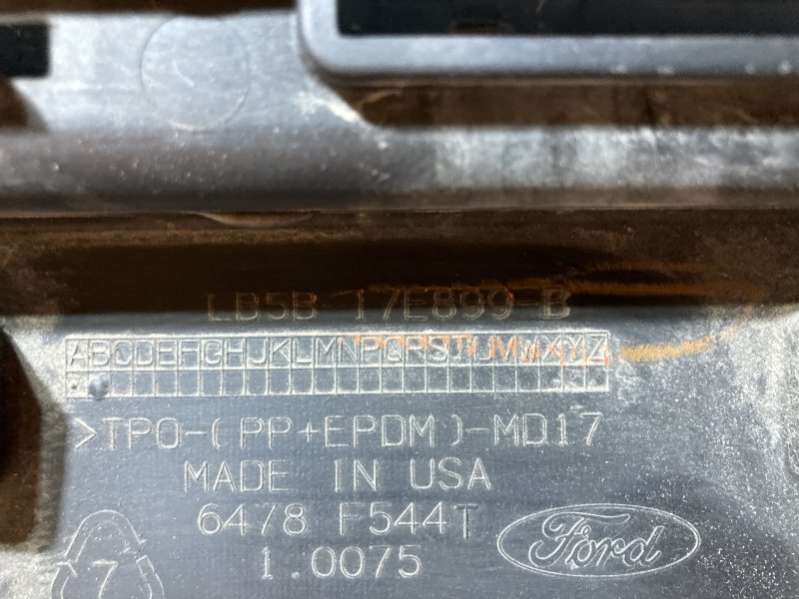 LB5B 17E899-B
ABCDEFGHJKLMNPQRSTUVWXYZ
>TPO-(PP+EPDM)-MD17
MADE IN USA
6478 F544T
1.0075
Ford
7